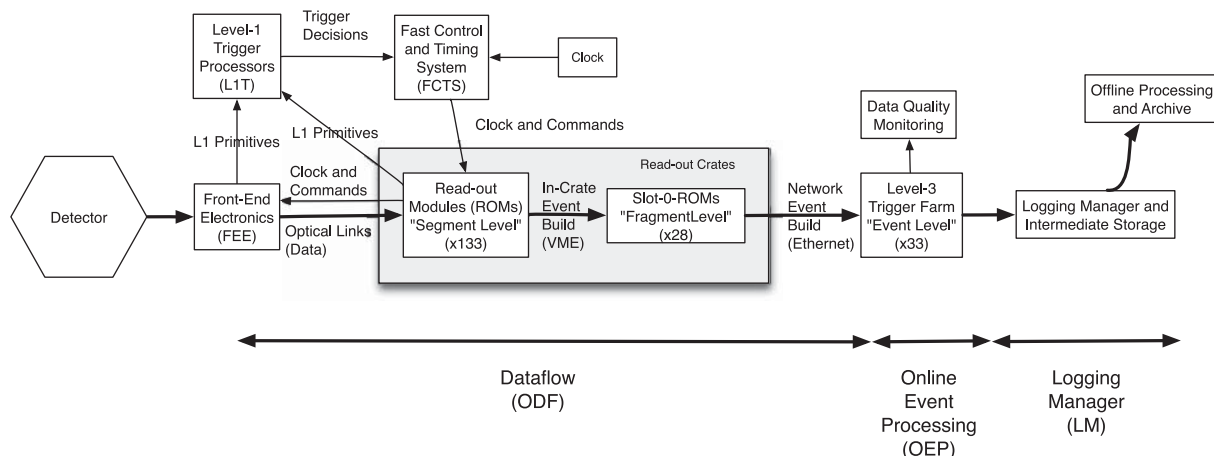 Level-1
Trigger
Processors
(L1T)
Trigger
Decisions
Fast Control
and Timing
System
(FCTS)
Clock
L1 Primitives
L1 Primitives
Clock and Commands
Data Quality
Monitoring
Offline Processing
and Archive
Read-out Crates
Detector
Front-End
Electronics
(FEE)
Clock and
Commands
Optical Links
(Data)
Read-out
Modules (ROMs)
"Segment Level"
(x133)
In-Crate
Event
Build
(VME)
Slot-0-ROMs
"FragmentLevel"
(x28)
Network
Event
Build
(Ethernet)
Level-3
Trigger Farm
"Event Level"
(x33)
Logging Manager and
Intermediate Storage
Dataflow
(ODF)
Online
Event
Processing
(OEP)
Logging
Manager
(LM)